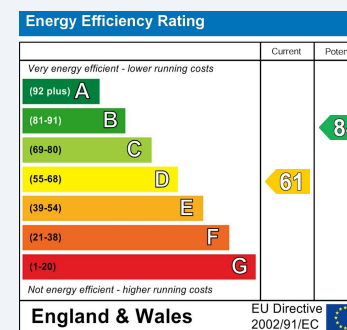 Energy Efficiency Rating
Current
Very energy efficient - lower running costs
(92 plus) A
(81-91) B
(69-80) C
(55-68) D
61
(39-54) E
(21-38) F
(1-20) G
Not energy efficient - higher running costs
England & Wales
EU Directive
2002/91/EC